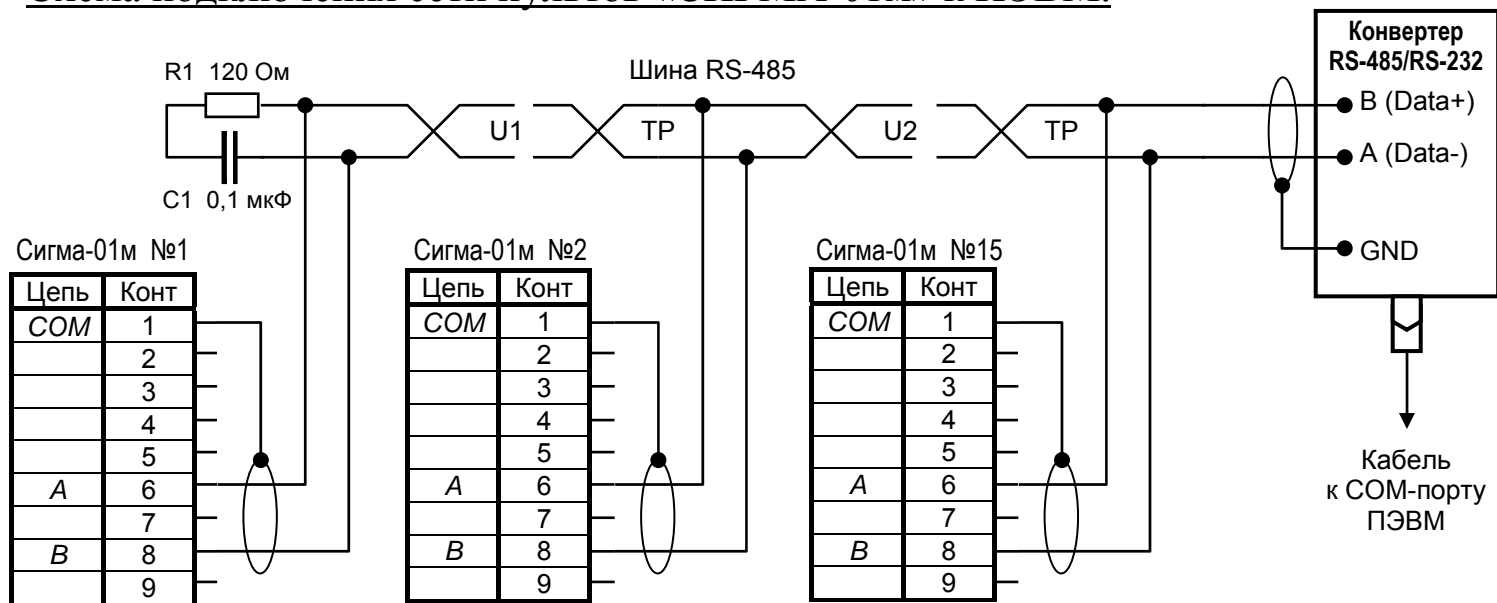 Конвертер
RS-485/RS-232
R1 120 Ом
Шина RS-485
B (Data+)
U1
TP
U2
TP
A (Data-)
C1 0,1 мкФ
GND
Сигма-01м №1
Цепь Конт
COM 1
2
3
4
5
A 6
7
B 8
9
Сигма-01м №2
Цепь Конт
COM 1
2
3
4
5
A 6
7
B 8
9
Сигма-01м №15
Цепь Конт
COM 1
2
3
4
5
A 6
7
B 8
9
Кабель
к COM-порту
ПЭВМ